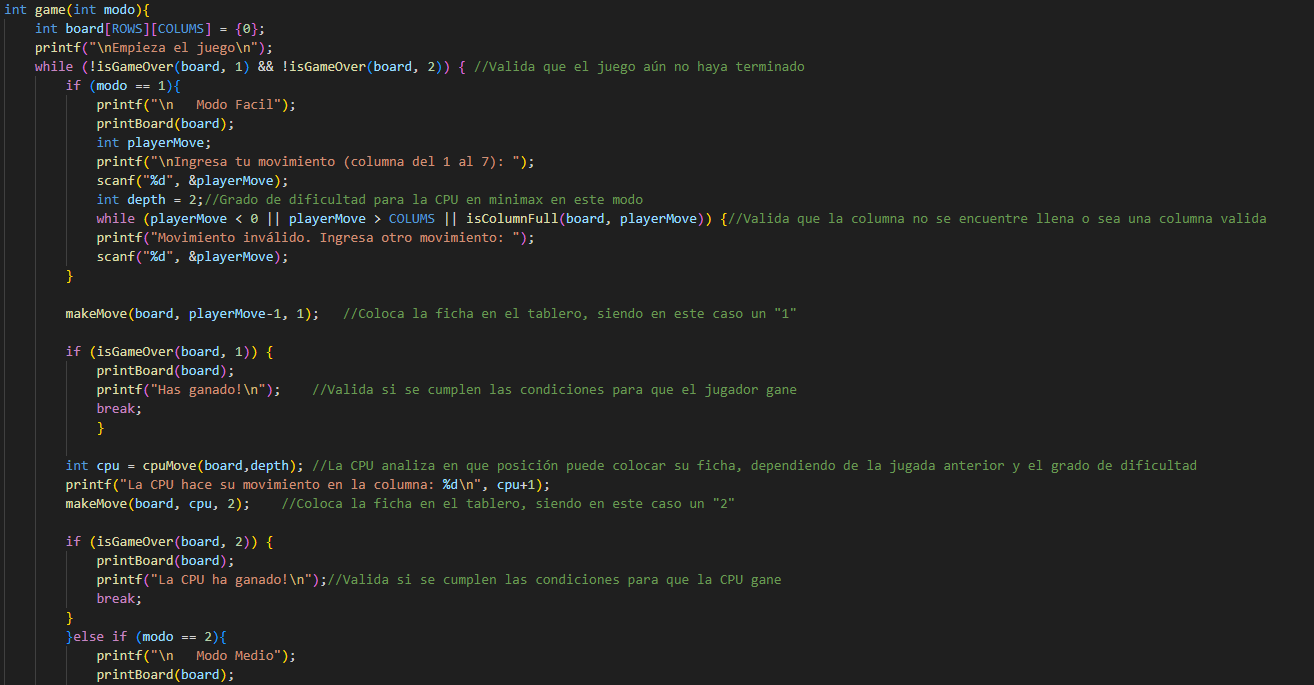 int game(int modo){
    int board[ROWS][COLUMS] = {0};
    printf("\nEmpieza el juego\n");
    while (!isGameOver(board, 1) && !isGameOver(board, 2)) { //Valida que el juego aún no haya terminado
        if (modo == 1){
            printf("\n   Modo Facil");
            printBoard(board);
            int playerMove;
            printf("\nIngresa tu movimiento (columna del 1 al 7): ");
            scanf("%d", &playerMove);
            int depth = 2;//Grado de dificultad para la CPU en minimax en este modo
            while (playerMove < 0 || playerMove > COLUMS || isColumnFull(board, playerMove)) {//Valida que la columna no se encuentre llena o sea una columna valida
            printf("Movimiento inválido. Ingresa otro movimiento: ");
            scanf("%d", &playerMove);
        }
        makeMove(board, playerMove-1, 1);   //Coloca la ficha en el tablero, siendo en este caso un "1"
        if (isGameOver(board, 1)) {
            printBoard(board);
            printf("Has ganado!\n");    //Valida si se cumplen las condiciones para que el jugador gane
            break;
            }
        int cpu = cpuMove(board,depth); //La CPU analiza en que posición puede colocar su ficha, dependiendo de la jugada anterior y el grado de dificultad
        printf("La CPU hace su movimiento en la columna: %d\n", cpu+1);
        makeMove(board, cpu, 2);    //Coloca la ficha en el tablero, siendo en este caso un "2"
        if (isGameOver(board, 2)) {
            printBoard(board);
            printf("La CPU ha ganado!\n");//Valida si se cumplen las condiciones para que la CPU gane
            break;
        }
        }else if (modo == 2){
            printf("\n   Modo Medio");
            printBoard(board);